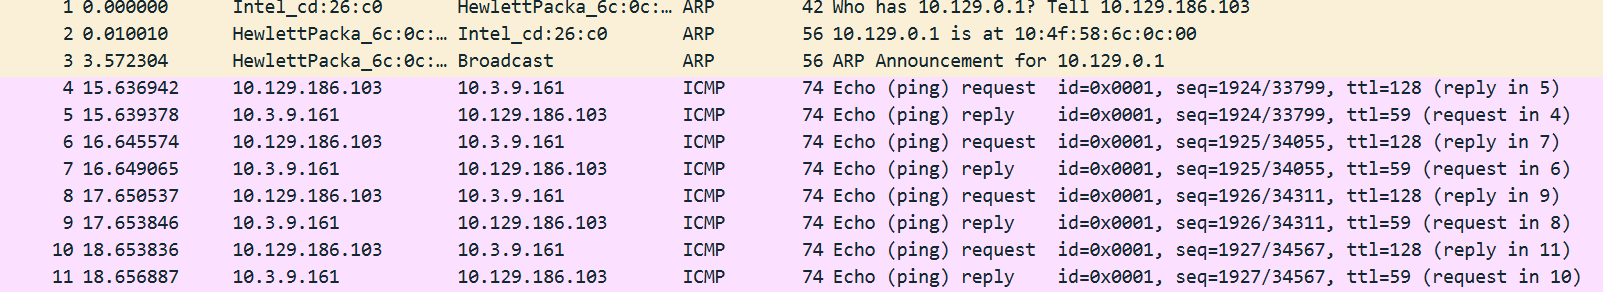 1 0.000000 Intel_cd:26:c0 HewlettPacka_6c:0c:… ARP 42 Who has 10.129.0.1? Tell 10.129.186.103
2 0.010010 HewlettPacka_6c:0c:… Intel_cd:26:c0 ARP 56 10.129.0.1 is at 10:4f:58:6c:0c:00
3 3.572304 HewlettPacka_6c:0c:… Broadcast ARP 56 ARP Announcement for 10.129.0.1
4 15.636942 10.129.186.103 10.3.9.161 ICMP 74 Echo (ping) request id=0x0001, seq=1924/33799, ttl=128 (reply in 5)
5 15.639378 10.3.9.161 10.129.186.103 ICMP 74 Echo (ping) reply id=0x0001, seq=1924/33799, ttl=59 (request in 4)
6 16.645574 10.129.186.103 10.3.9.161 ICMP 74 Echo (ping) request id=0x0001, seq=1925/34055, ttl=128 (reply in 7)
7 16.649065 10.3.9.161 10.129.186.103 ICMP 74 Echo (ping) reply id=0x0001, seq=1925/34055, ttl=59 (request in 6)
8 17.650537 10.129.186.103 10.3.9.161 ICMP 74 Echo (ping) request id=0x0001, seq=1926/34311, ttl=128 (reply in 9)
9 17.653846 10.3.9.161 10.129.186.103 ICMP 74 Echo (ping) reply id=0x0001, seq=1926/34311, ttl=59 (request in 8)
10 18.653836 10.129.186.103 10.3.9.161 ICMP 74 Echo (ping) request id=0x0001, seq=1927/34567, ttl=128 (reply in 11)
11 18.656887 10.3.9.161 10.129.186.103 ICMP 74 Echo (ping) reply id=0x0001, seq=1927/34567, ttl=59 (request in 10)